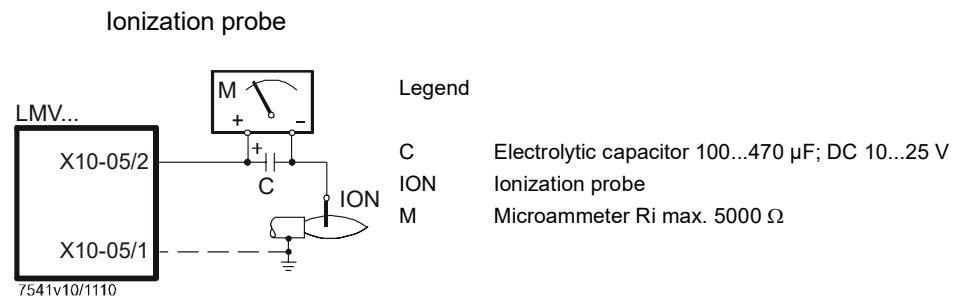 Ionization probe
LMV...
M
+ –
X10-05/2
+
C
ION
X10-05/1
7541v10/1110
Legend
C Electrolytic capacitor 100...470 µF; DC 10...25 V
ION Ionization probe
M Microammeter Ri max. 5000 Ω